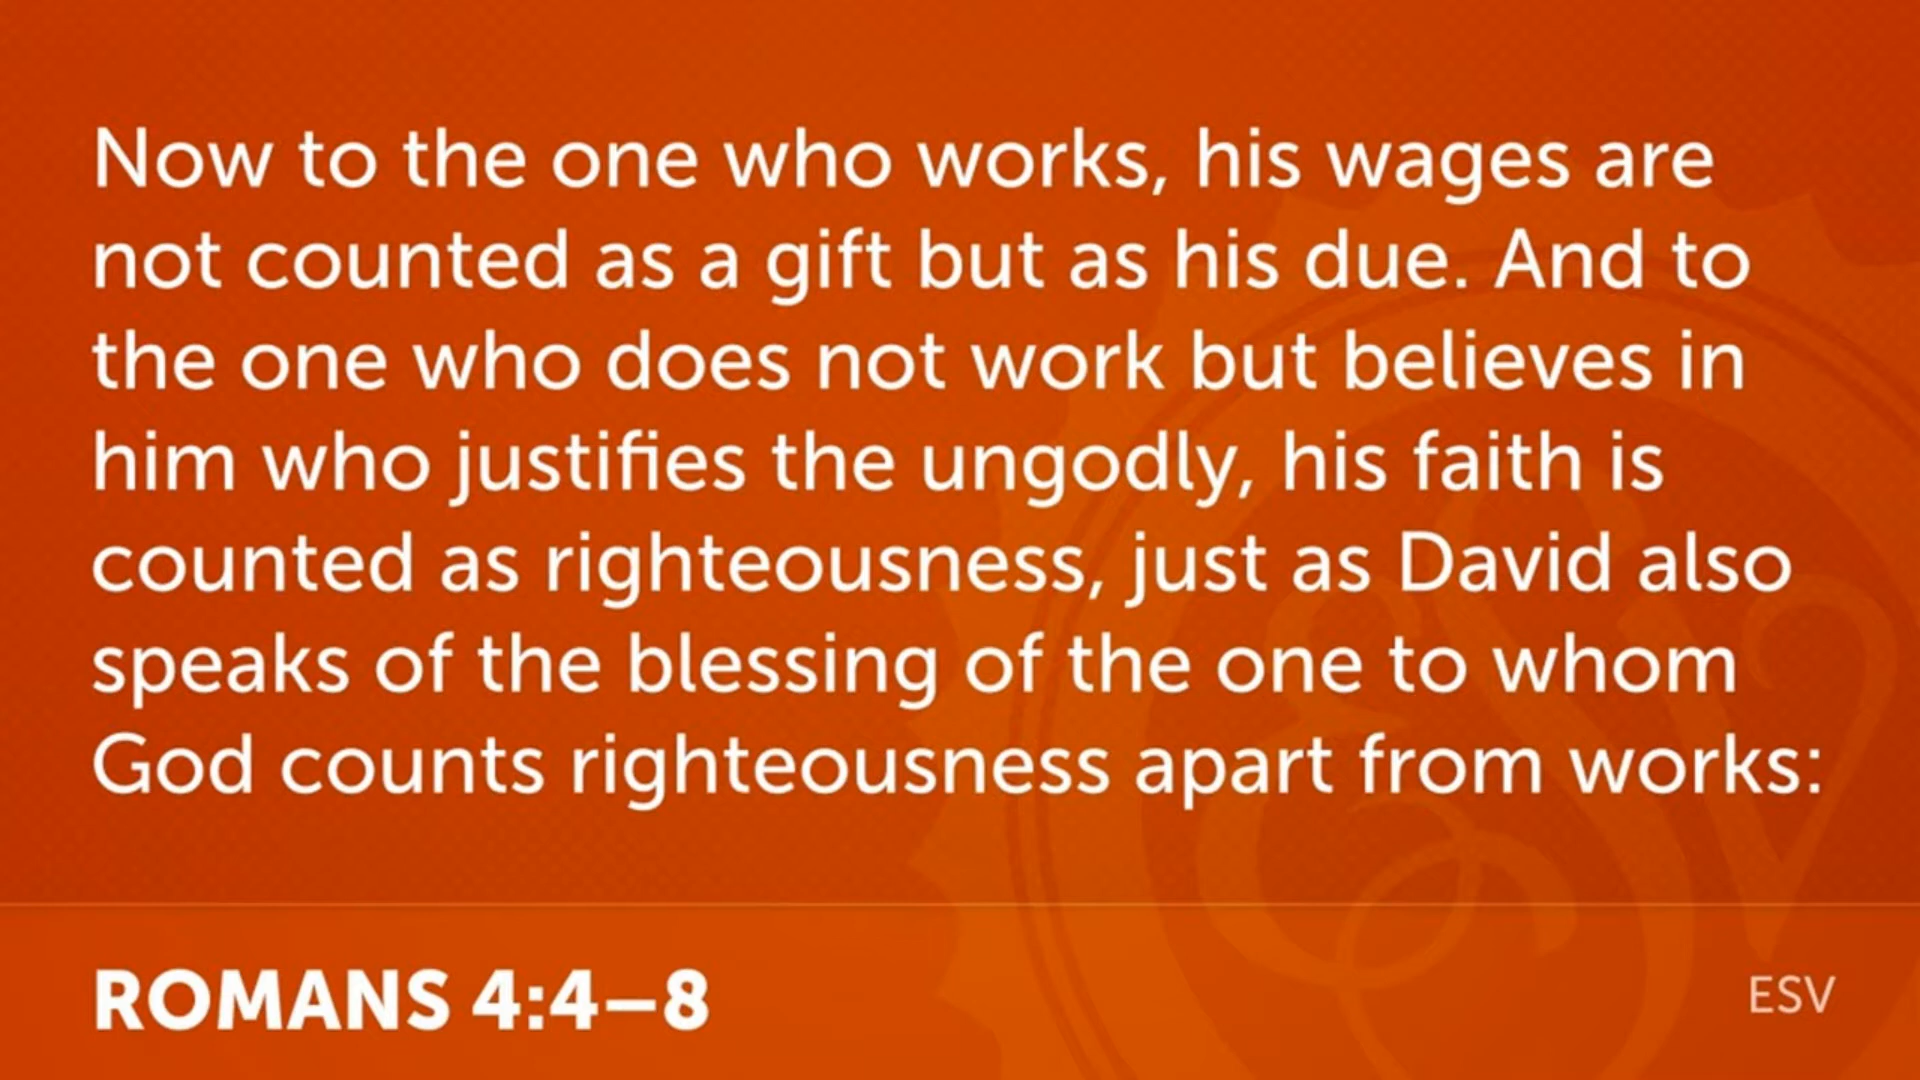 Now to the one who works, his wages are
not counted as a gift but as his due. And to
the one who does not work but believes in
him who justifies the ungodly, his faith is
counted as righteousness, just as David also
speaks of the blessing of the one to whom
God counts righteousness apart from works:
ROMANS 4:4–8
ESV
ESV